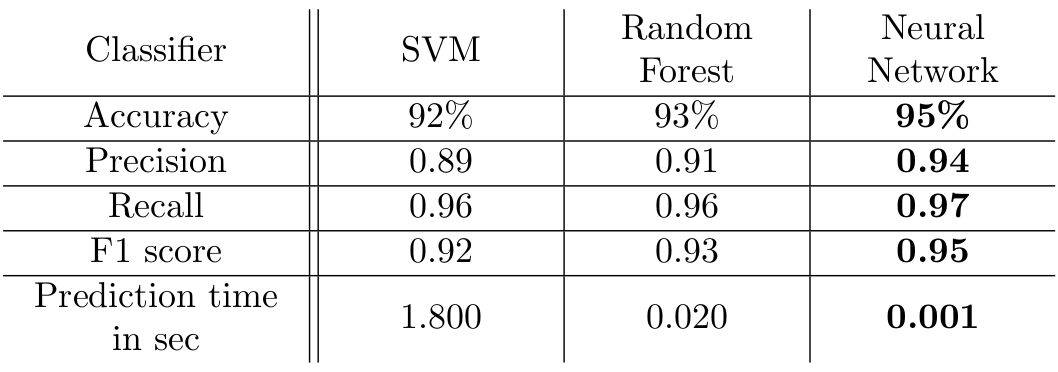 Classifier SVM Random Forest Neural Network
Accuracy 92% 93% 95%
Precision 0.89 0.91 0.94
Recall 0.96 0.96 0.97
F1 score 0.92 0.93 0.95
Prediction time in sec 1.800 0.020 0.001